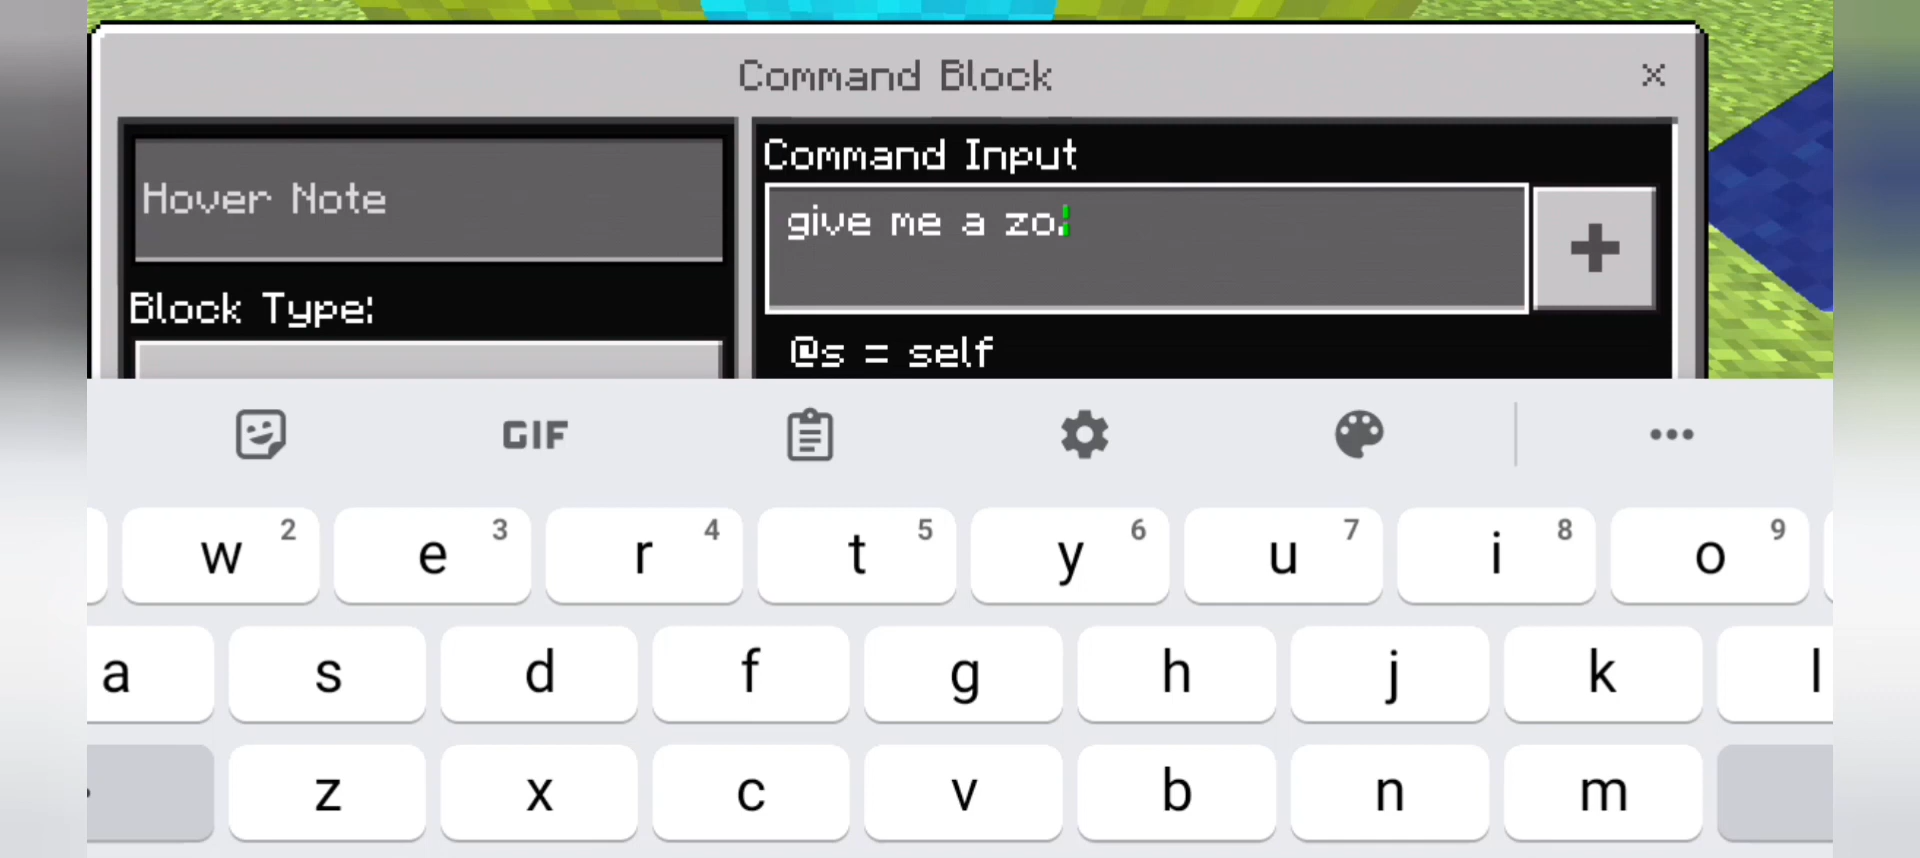 Command Block
Hover Note
Block Type:
Command Input
give me a zo
@s = self
GIF
w 2 e 3 r 4 t 5 y 6 u 7 i 8 o 9
a s d f g h j k l
z x c v b n m